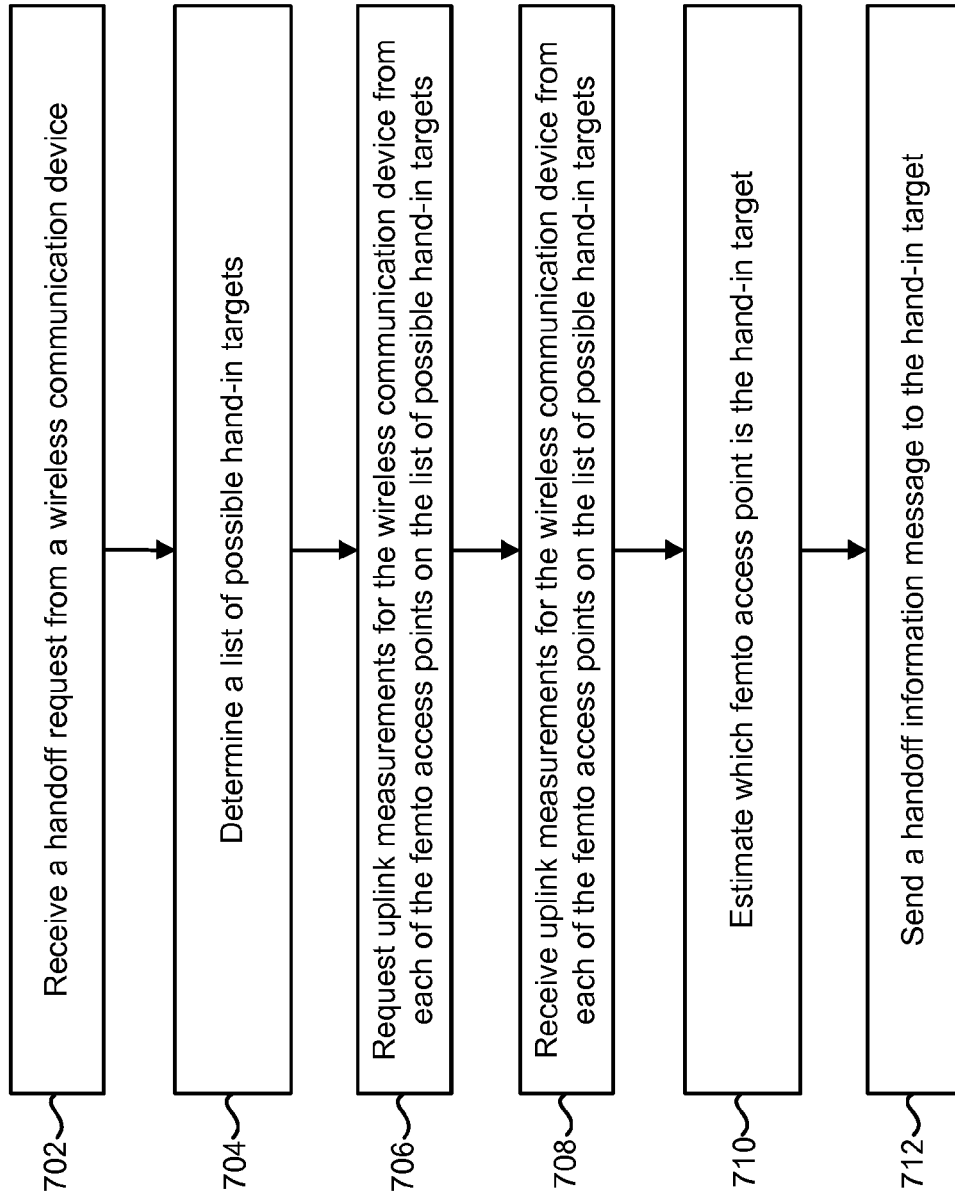 702
Receive a handoff request from a wireless communication device
704
Determine a list of possible hand-in targets
706
Request uplink measurements for the wireless communication device from
each of the femto access points on the list of possible hand-in targets
708
Receive uplink measurements for the wireless communication device from
each of the femto access points on the list of possible hand-in targets
710
Estimate which femto access point is the hand-in target
712
Send a handoff information message to the hand-in target